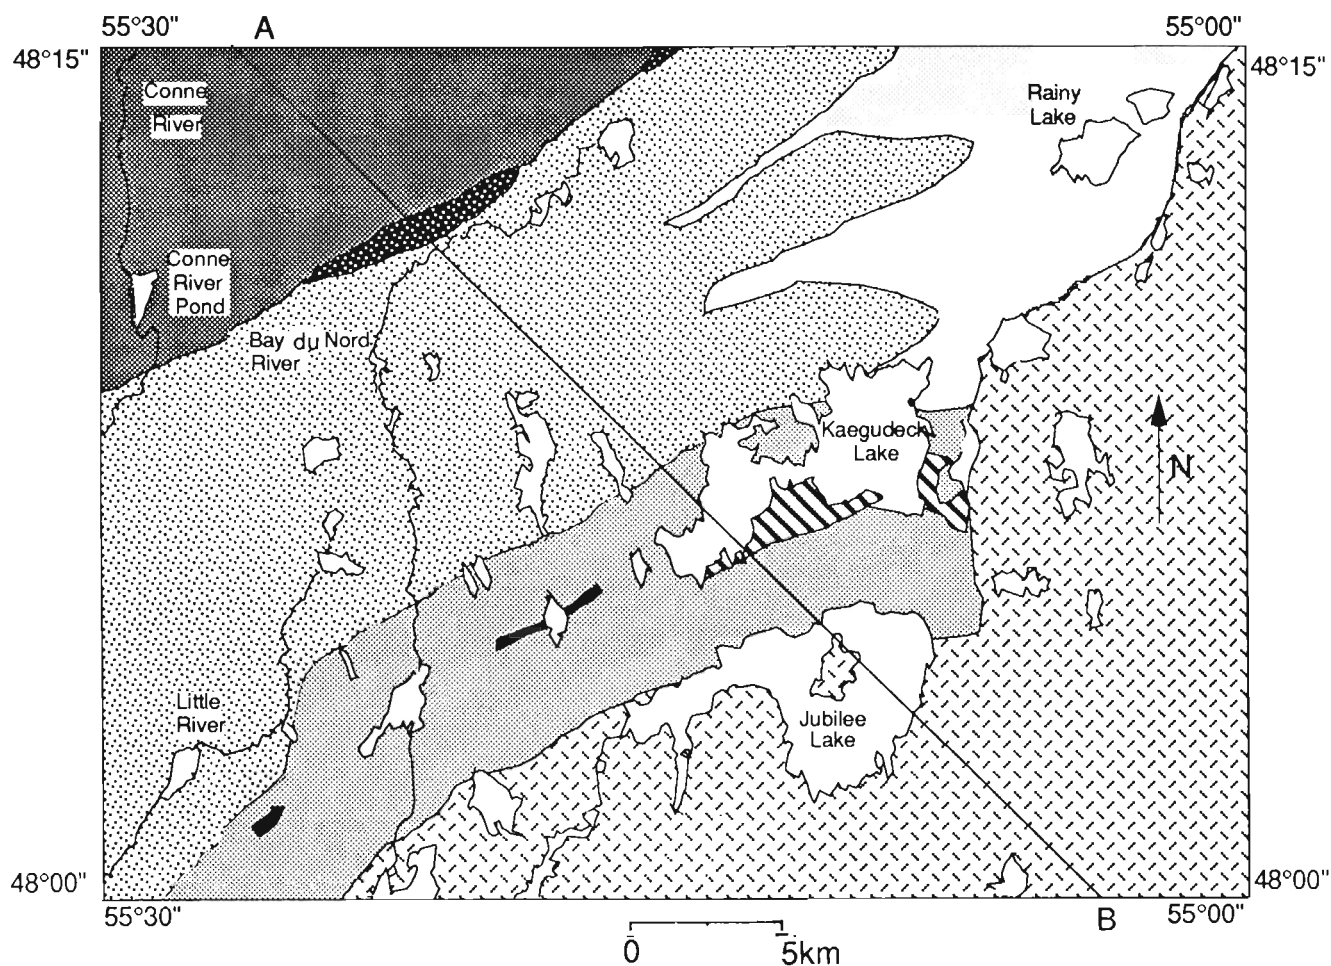 55°30" A 55°00"
48°15" 48°15"
Conne
River
Rainy
Lake
Conne
River
Pond
Bay du Nord
River
Kaegudeck
Lake
N
Little
River
Jubilee
Lake
48°00" 48°00"
55°30" B 55°00"
0 5km